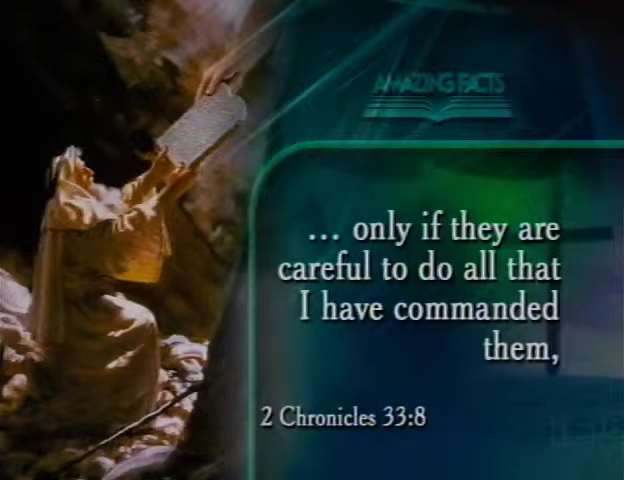 AMAZING FACTS
... only if they are
careful to do all that
I have commanded
them,
2 Chronicles 33:8